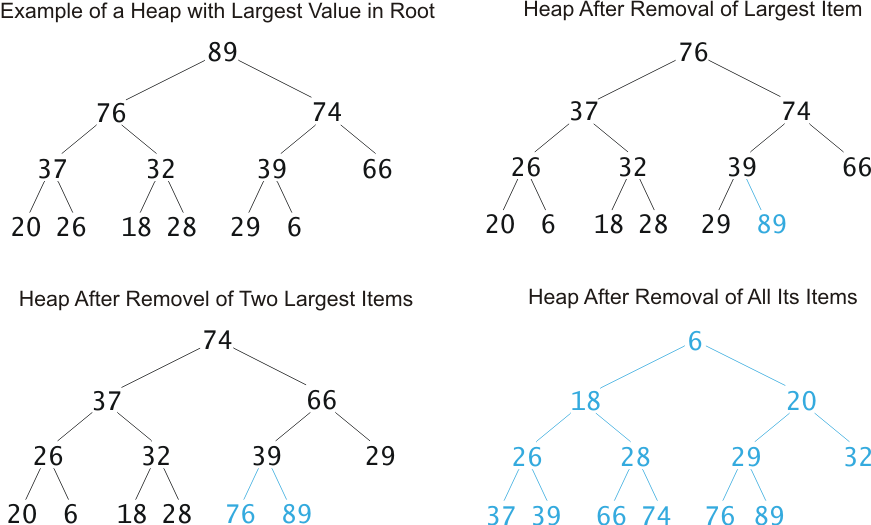 Example of a Heap with Largest Value in Root
89
76 74
37 32 39 66
20 26 18 28 29 6
Heap After Removal of Largest Item
76
37 74
26 32 39 66
20 6 18 28 29 89
Heap After Removel of Two Largest Items
74
37 66
26 32 39 29
20 6 18 28 76 89
Heap After Removal of All Its Items
6
18 20
26 28 29 32
37 39 66 74 76 89